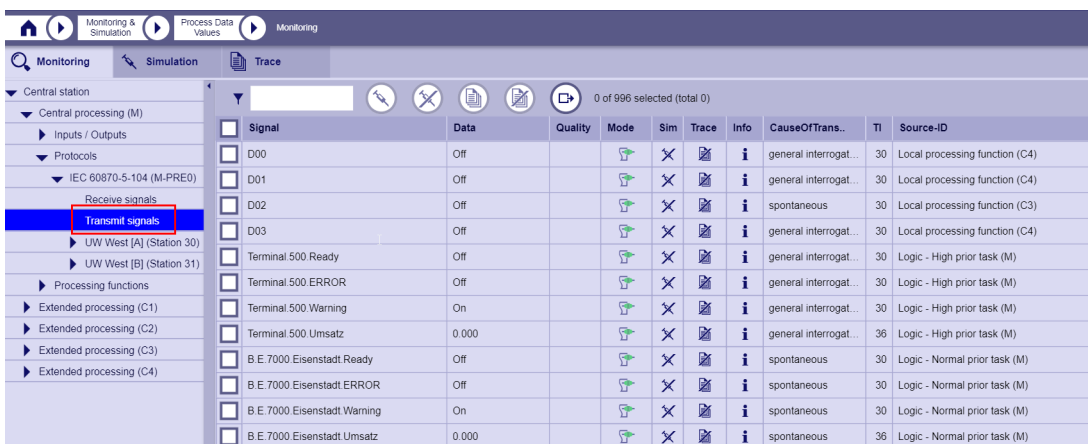 Monitoring &
Simulation
Process Data
Values
Monitoring
Monitoring
Simulation
Trace
Central station
Central processing (M)
Inputs / Outputs
Protocols
IEC 60870-5-104 (M-PRE0)
Receive signals
Transmit signals
UW West [A] (Station 30)
UW West [B] (Station 31)
Processing functions
Extended processing (C1)
Extended processing (C2)
Extended processing (C3)
Extended processing (C4)
0 of 996 selected (total 0)
Signal Data Quality Mode Sim Trace Info CauseOfTrans.. TI Source-ID
D00 Off general interrogat... 30 Local processing function (C4)
D01 Off general interrogat... 30 Local processing function (C4)
D02 Off spontaneous 30 Local processing function (C3)
D03 Off general interrogat... 30 Local processing function (C4)
Terminal.500.Ready Off general interrogat... 30 Logic - High prior task (M)
Terminal.500.ERROR Off general interrogat... 30 Logic - High prior task (M)
Terminal.500.Warning On general interrogat... 30 Logic - High prior task (M)
Terminal.500.Umsatz 0.000 general interrogat... 36 Logic - High prior task (M)
B.E.7000.Eisenstadt.Ready Off spontaneous 30 Logic - Normal prior task (M)
B.E.7000.Eisenstadt.ERROR Off spontaneous 30 Logic - Normal prior task (M)
B.E.7000.Eisenstadt.Warning On spontaneous 30 Logic - Normal prior task (M)
B.E.7000.Eisenstadt.Umsatz 0.000 spontaneous 36 Logic - Normal prior task (M)